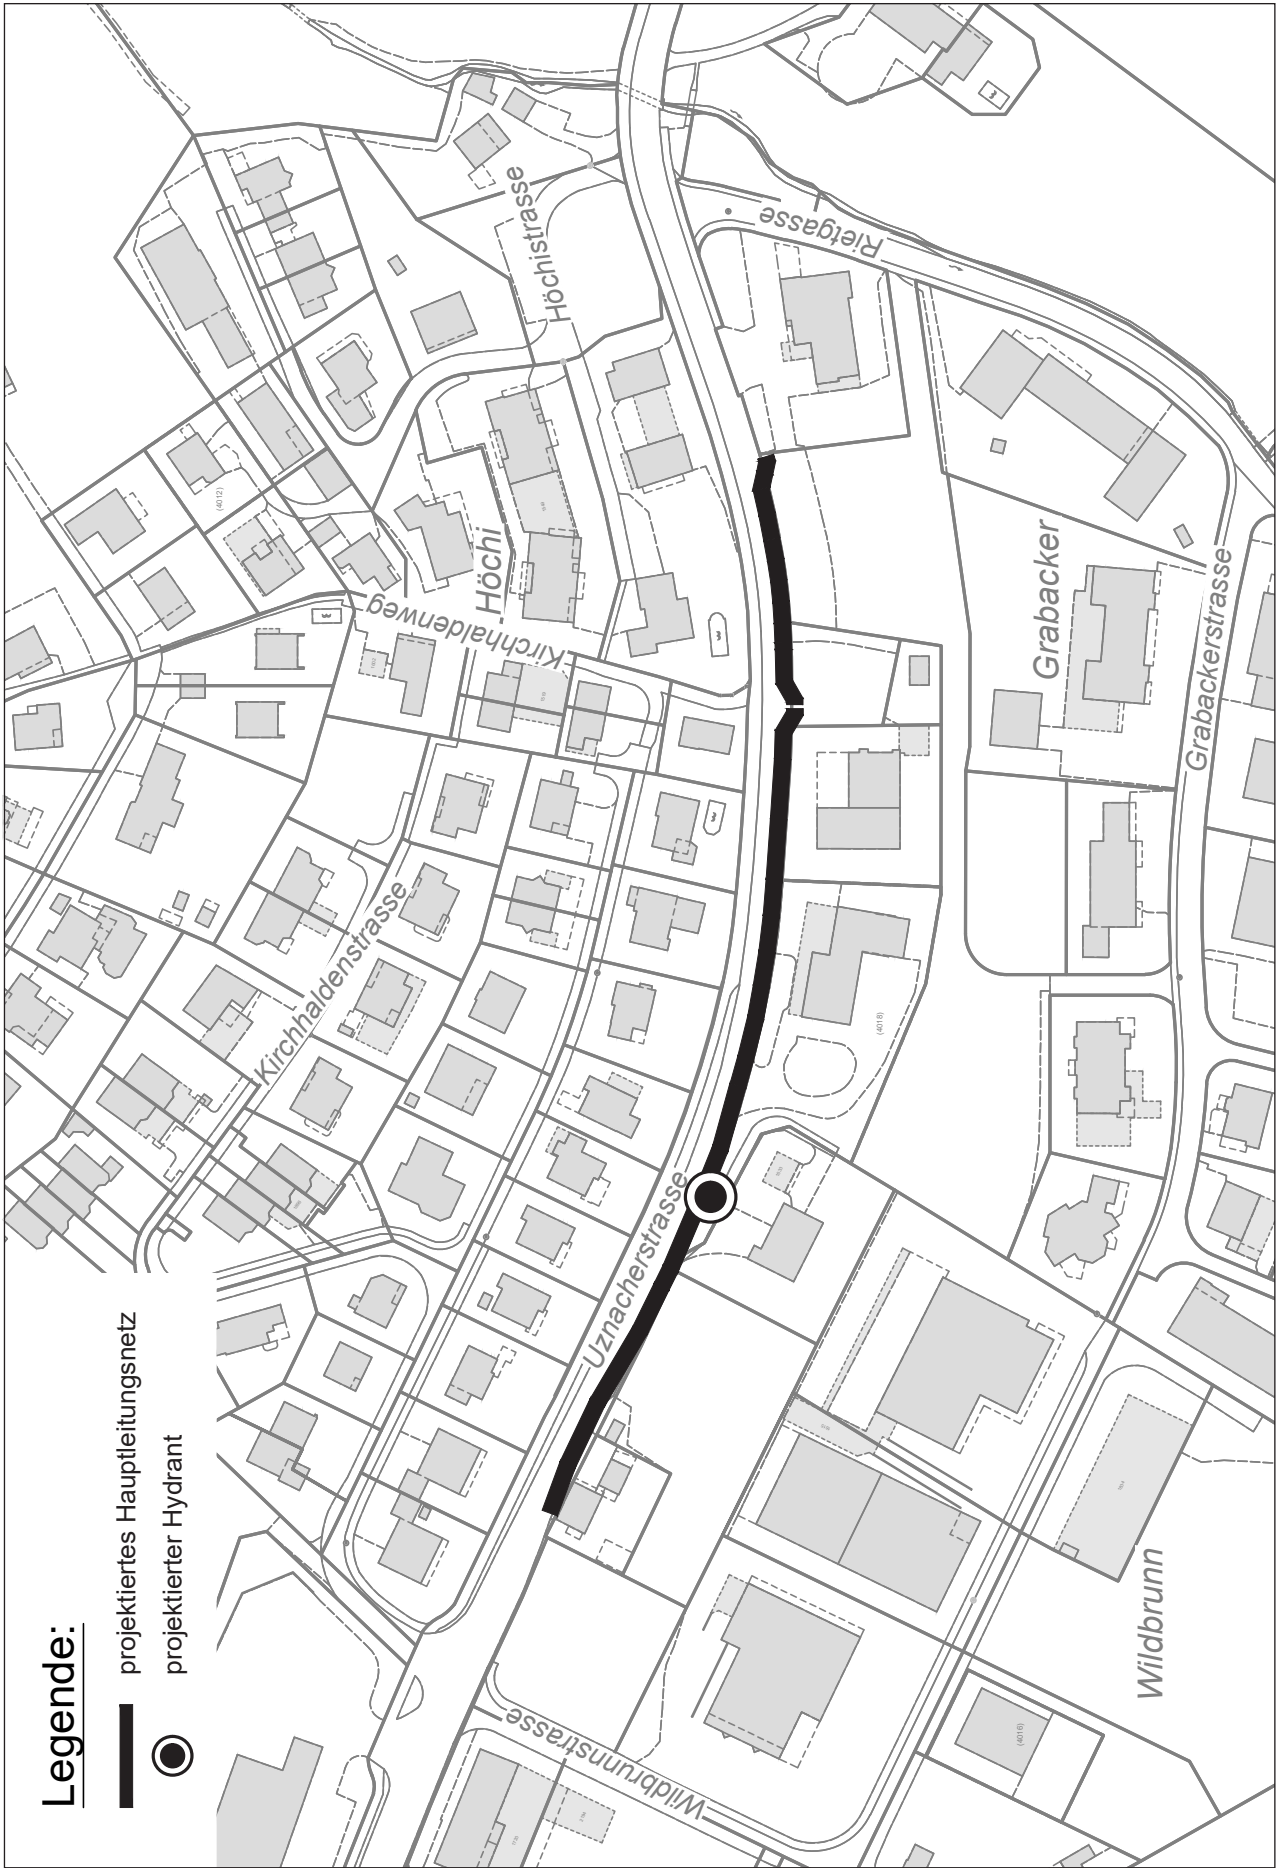 Legende:
projektiertes Hauptleitungsnetz
projektierter Hydrant
Höchistrasse
Rietgasse
Höchi
Kirchhaldenweg
Grabacker
Grabackerstrasse
Kirchhaldenstrasse
Uznacherstrasse
Wildbrunnstrasse
Wildbrunn
(4012)
(4018)
(4016)